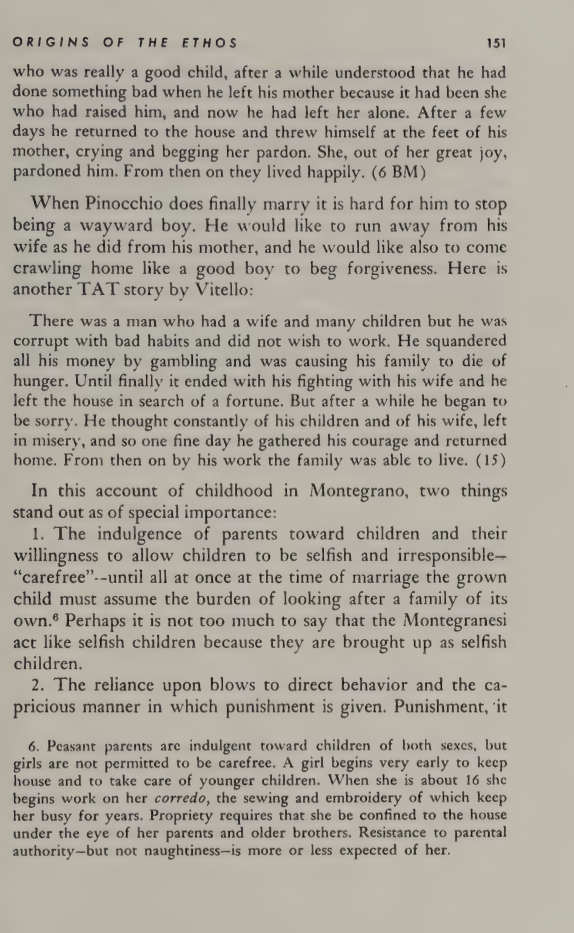 ORIGINS OF THE ETHOS 151
who was really a good child, after a while understood that he had
done something bad when he left his mother because it had been she
who had raised him, and now he had left her alone. After a few
days he returned to the house and threw himself at the feet of his
mother, crying and begging her pardon. She, out of her great joy,
pardoned him. From then on they lived happily. (6 BM)
When Pinocchio does finally marry it is hard for him to stop
being a wayward boy. He would like to run away from his
wife as he did from his mother, and he would like also to come
crawling home like a good boy to beg forgiveness. Here is
another TAT story by Vitello:
There was a man who had a wife and many children but he was
corrupt with bad habits and did not wish to work. He squandered
all his money by gambling and was causing his family to die of
hunger. Until finally it ended with his fighting with his wife and he
left the house in search of a fortune. But after a while he began to
be sorry. He thought constantly of his children and of his wife, left
in misery, and so one fine day he gathered his courage and returned
home. From then on by his work the family was able to live. (15)
In this account of childhood in Montegrano, two things
stand out as of special importance:
1. The indulgence of parents toward children and their
willingness to allow children to be selfish and irresponsible—
“carefree”--until all at once at the time of marriage the grown
child must assume the burden of looking after a family of its
own.⁶ Perhaps it is not too much to say that the Montegranesi
act like selfish children because they are brought up as selfish
children.
2. The reliance upon blows to direct behavior and the ca-
pricious manner in which punishment is given. Punishment, it
6. Peasant parents are indulgent toward children of both sexes, but
girls are not permitted to be carefree. A girl begins very early to keep
house and to take care of younger children. When she is about 16 she
begins work on her corredo, the sewing and embroidery of which keep
her busy for years. Propriety requires that she be confined to the house
under the eye of her parents and older brothers. Resistance to parental
authority—but not naughtiness—is more or less expected of her.